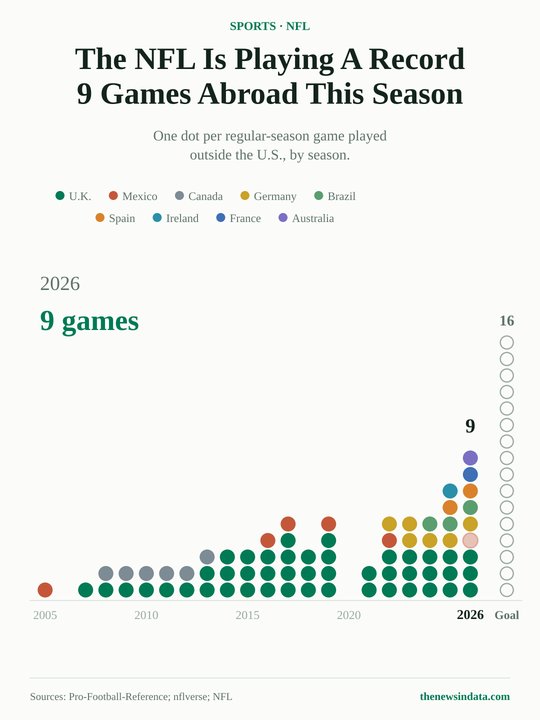 SPORTS · NFL
The NFL Is Playing A Record
9 Games Abroad This Season
One dot per regular-season game played
outside the U.S., by season.
U.K. Mexico Canada Germany Brazil
Spain Ireland France Australia
2026
9 games
16
9
2005 2010 2015 2020 2026 Goal
Sources: Pro-Football-Reference; nflverse; NFL
thenewsindata.com